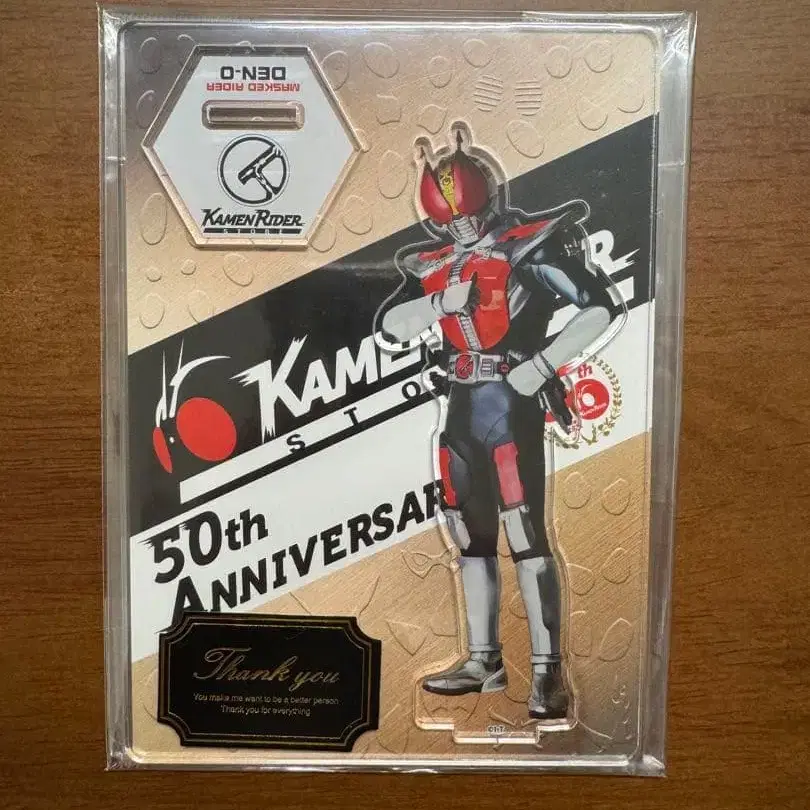 MASKED RIDER
DEN-O
KAMEN RIDER
STORE
KAMEN
R
STO
th
50th
ANNIVERSAR
Thank you
You make me want to be a better person
Thank you for everything